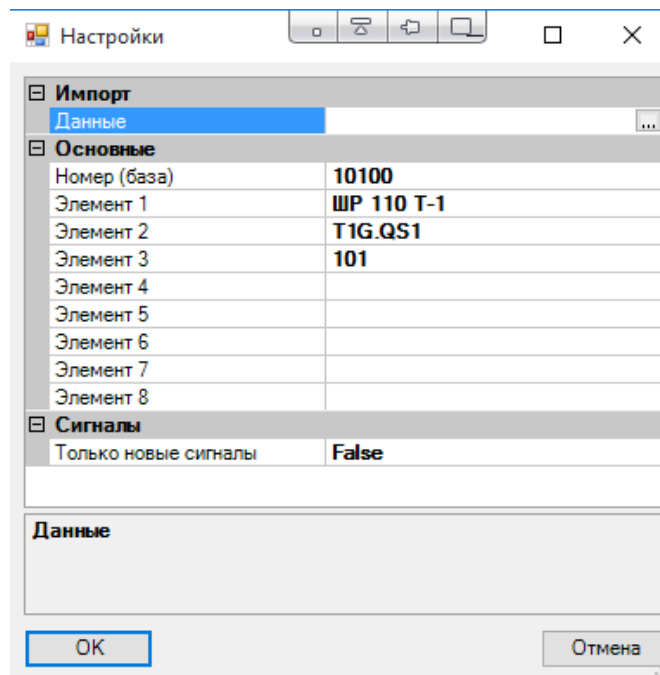 Настройки
Импорт
Данные ...
Основные
Номер (база) 10100
Элемент 1 ШР 110 Т-1
Элемент 2 T1G.QS1
Элемент 3 101
Элемент 4
Элемент 5
Элемент 6
Элемент 7
Элемент 8
Сигналы
Только новые сигналы False
Данные
OK Отмена